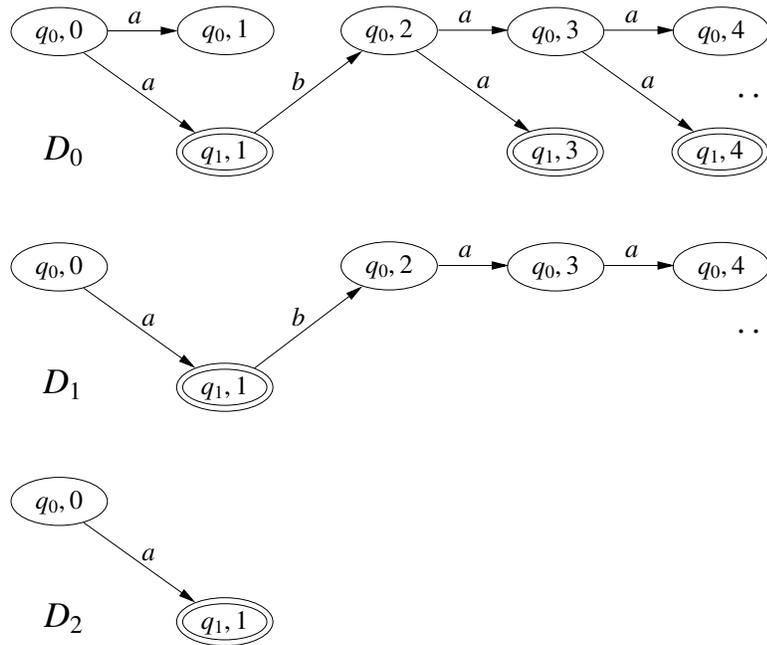 a a a
q₀, 0 q₀, 1 q₀, 2 q₀, 3 q₀, 4
a b a a
. .
D₀ q₁, 1 q₁, 3 q₁, 4
a a
q₀, 0 q₀, 2 q₀, 3 q₀, 4
a b
. .
D₁ q₁, 1
q₀, 0
a
D₂ q₁, 1